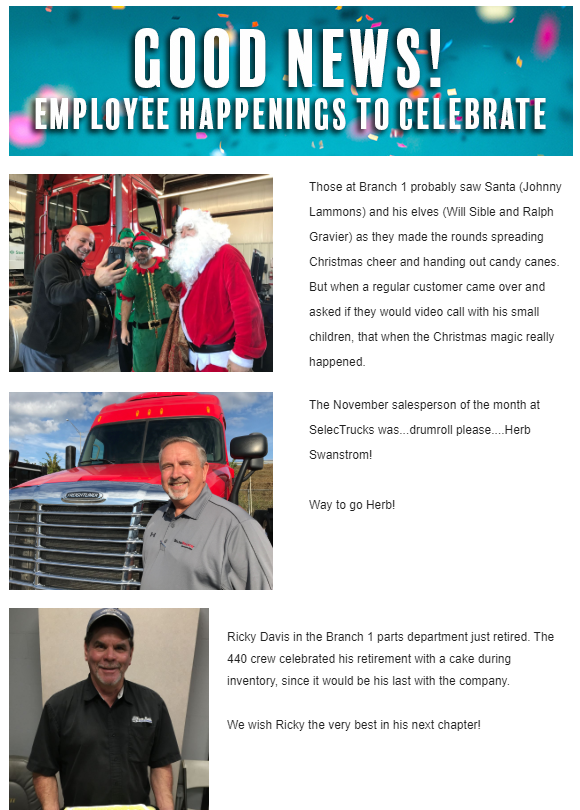 GOOD NEWS!
EMPLOYEE HAPPENINGS TO CELEBRATE
Those at Branch 1 probably saw Santa (Johnny
Lammons) and his elves (Will Sible and Ralph
Gravier) as they made the rounds spreading
Christmas cheer and handing out candy canes.
But when a regular customer came over and
asked if they would video call with his small
children, that when the Christmas magic really
happened.
The November salesperson of the month at
SelecTrucks was...drumroll please....Herb
Swanstrom!
Way to go Herb!
FREIGHTLINER
Ricky Davis in the Branch 1 parts department just retired. The
440 crew celebrated his retirement with a cake during
inventory, since it would be his last with the company.
We wish Ricky the very best in his next chapter!